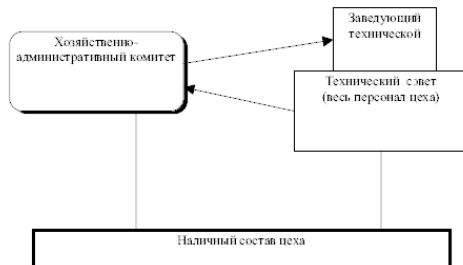 Хозяйственно-
административный комитет
Заведующий
технической
Технический совет
(весь персонал цеха)
Наличный состав цеха